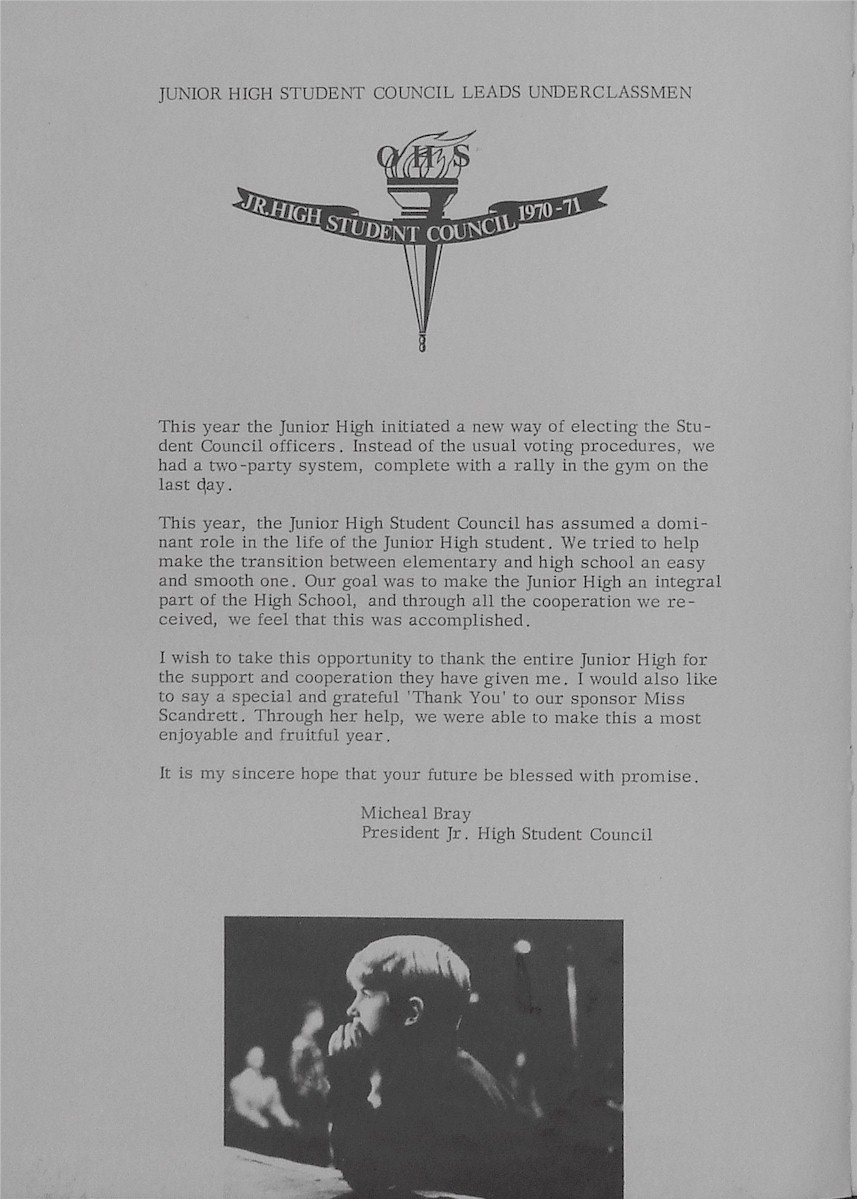 JUNIOR HIGH STUDENT COUNCIL LEADS UNDERCLASSMEN
OHS
JR. HIGH STUDENT COUNCIL 1970-71
This year the Junior High initiated a new way of electing the Stu-
dent Council officers. Instead of the usual voting procedures, we
had a two-party system, complete with a rally in the gym on the
last day.
This year, the Junior High Student Council has assumed a domi-
nant role in the life of the Junior High student. We tried to help
make the transition between elementary and high school an easy
and smooth one. Our goal was to make the Junior High an integral
part of the High School, and through all the cooperation we re-
ceived, we feel that this was accomplished.
I wish to take this opportunity to thank the entire Junior High for
the support and cooperation they have given me. I would also like
to say a special and grateful 'Thank You' to our sponsor Miss
Scandrett. Through her help, we were able to make this a most
enjoyable and fruitful year.
It is my sincere hope that your future be blessed with promise.
Micheal Bray
President Jr. High Student Council